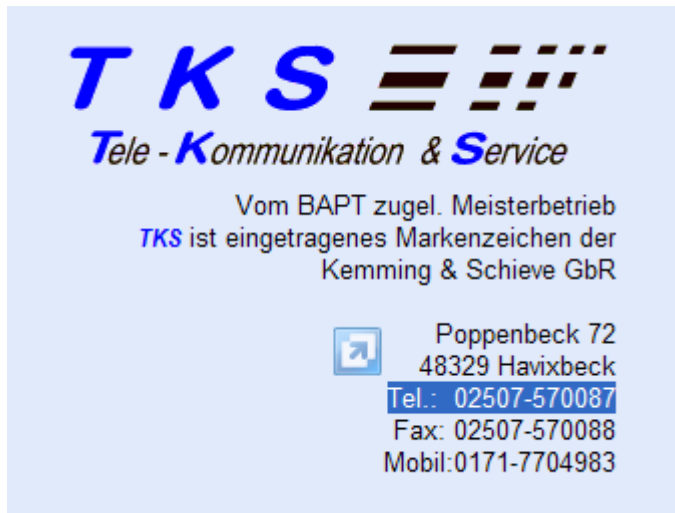 T K S
Tele - Kommunikation & Service
Vom BAPT zugel. Meisterbetrieb
TKS ist eingetragenes Markenzeichen der
Kemming & Schieve GbR
Poppenbeck 72
48329 Havixbeck
Tel.: 02507-570087
Fax: 02507-570088
Mobil:0171-7704983